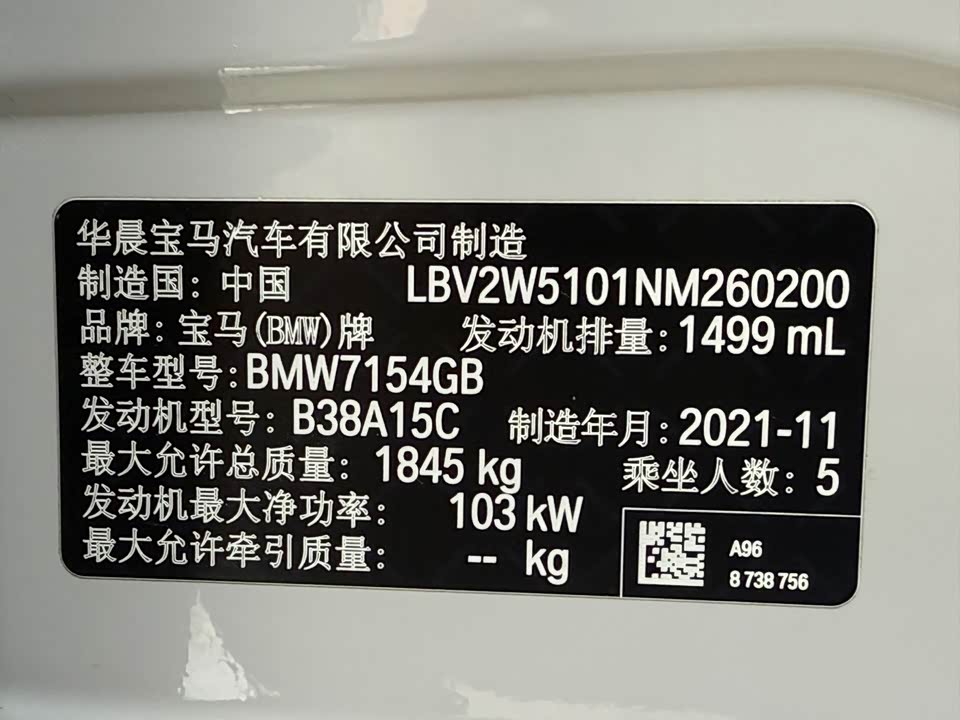 华晨宝马汽车有限公司制造
制造国：中国 LBV2W5101NM260200
品牌：宝马(BMW)牌 发动机排量：1499 mL
整车型号：BMW7154GB
发动机型号：B38A15C 制造年月：2021-11
最大允许总质量：1845 kg 乘坐人数：5
发动机最大净功率：103 kW
最大允许牵引质量：-- kg
A96
8 738 756